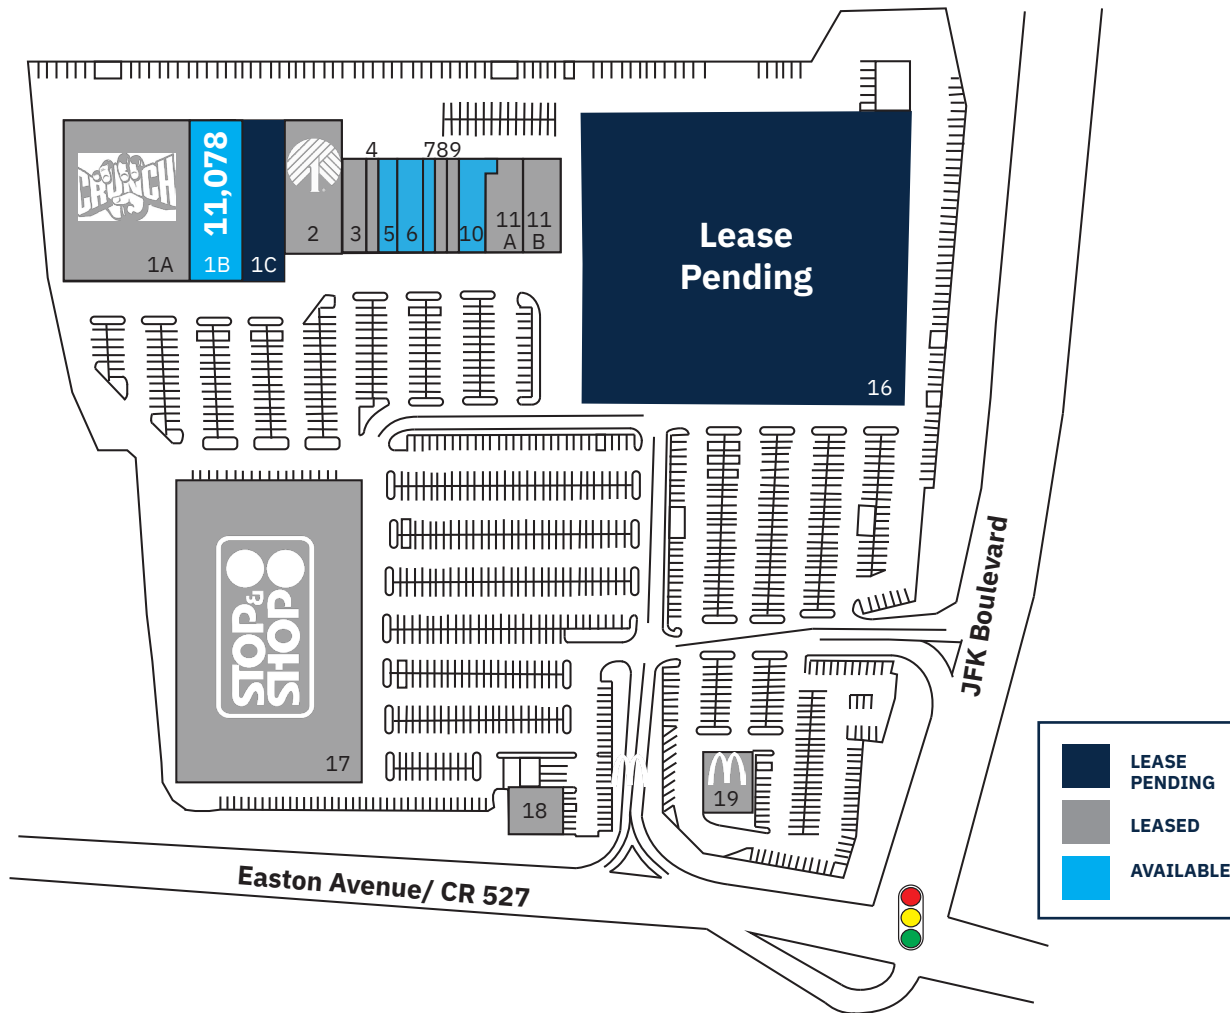 4
789
CRUNCH
11,078
1A
1B
1C
2
3
5
6
10
11
A
11
B
Lease
Pending
16
STOP &
SHOP
17
18
19
JFK Boulevard
Easton Avenue/ CR 527
LEASE
PENDING
LEASED
AVAILABLE